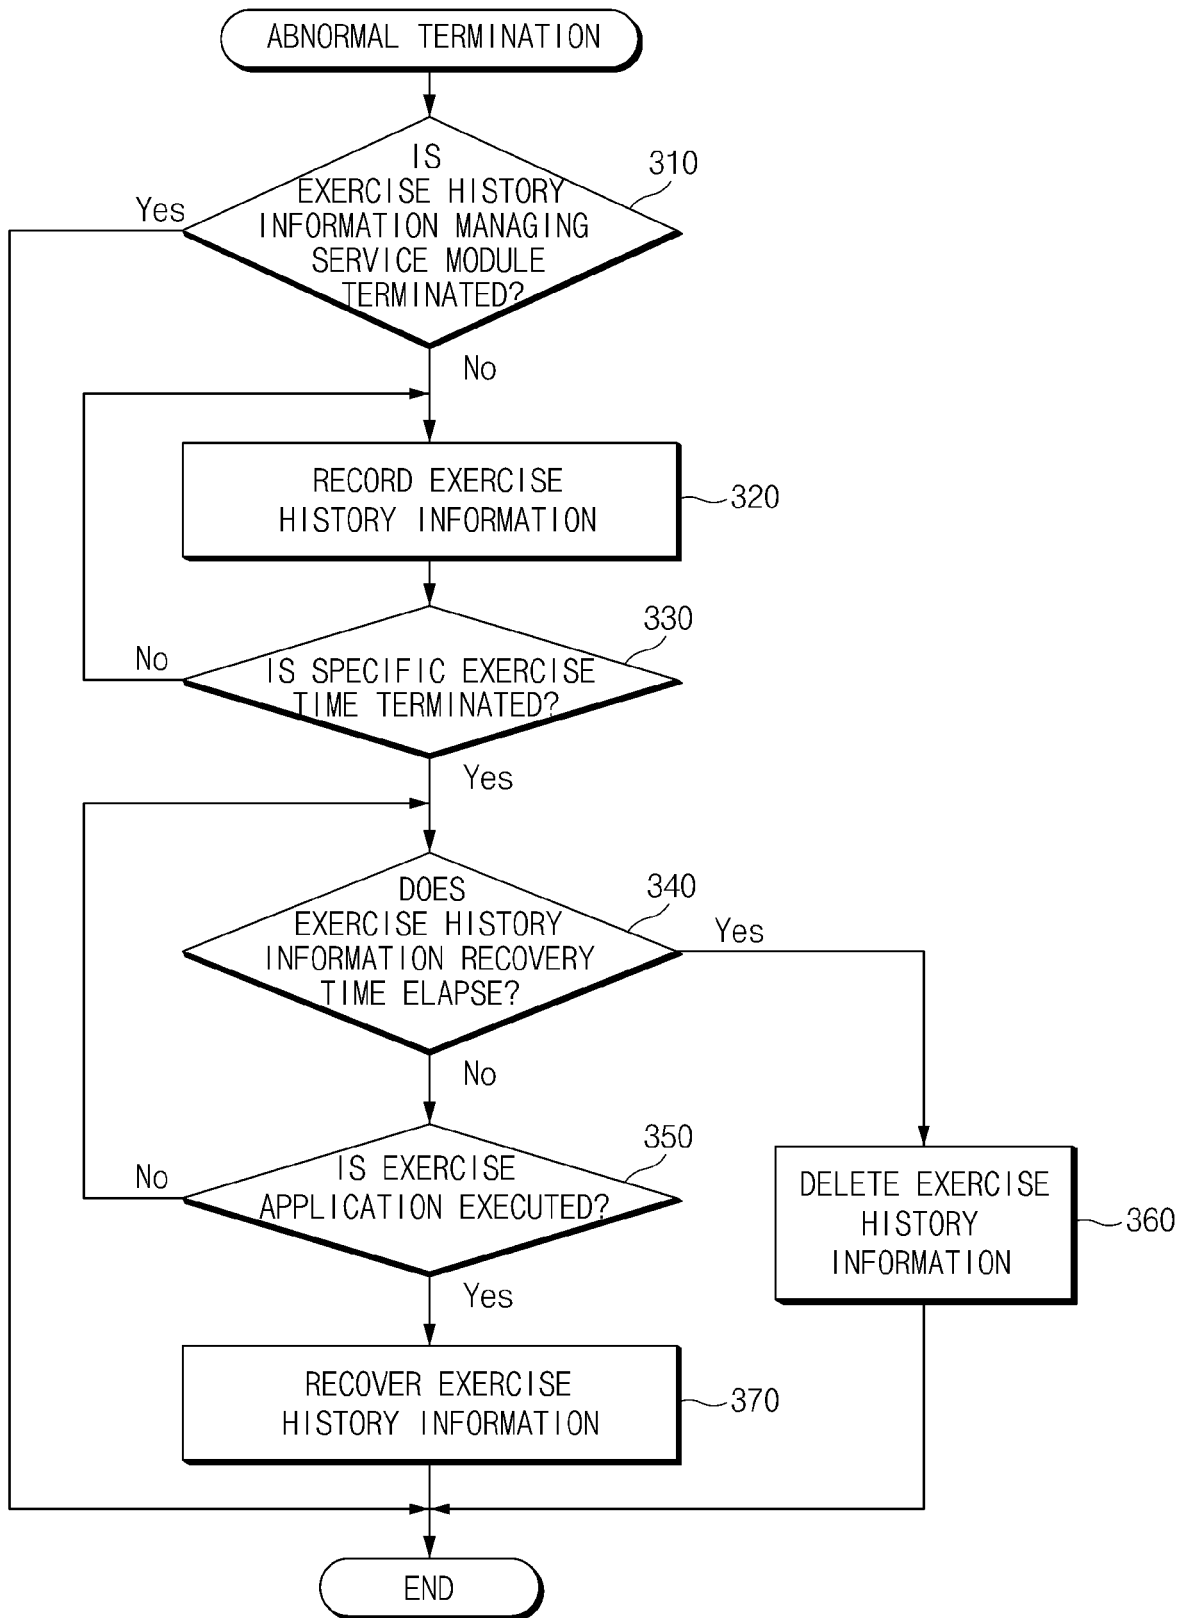 ABNORMAL TERMINATION
IS
EXERCISE HISTORY
INFORMATION MANAGING
SERVICE MODULE
TERMINATED?
310
Yes
No
RECORD EXERCISE
HISTORY INFORMATION
320
330
No
IS SPECIFIC EXERCISE
TIME TERMINATED?
Yes
DOES
EXERCISE HISTORY
INFORMATION RECOVERY
TIME ELAPSE?
340
Yes
No
350
No
IS EXERCISE
APPLICATION EXECUTED?
DELETE EXERCISE
HISTORY
INFORMATION
360
Yes
RECOVER EXERCISE
HISTORY INFORMATION
370
END